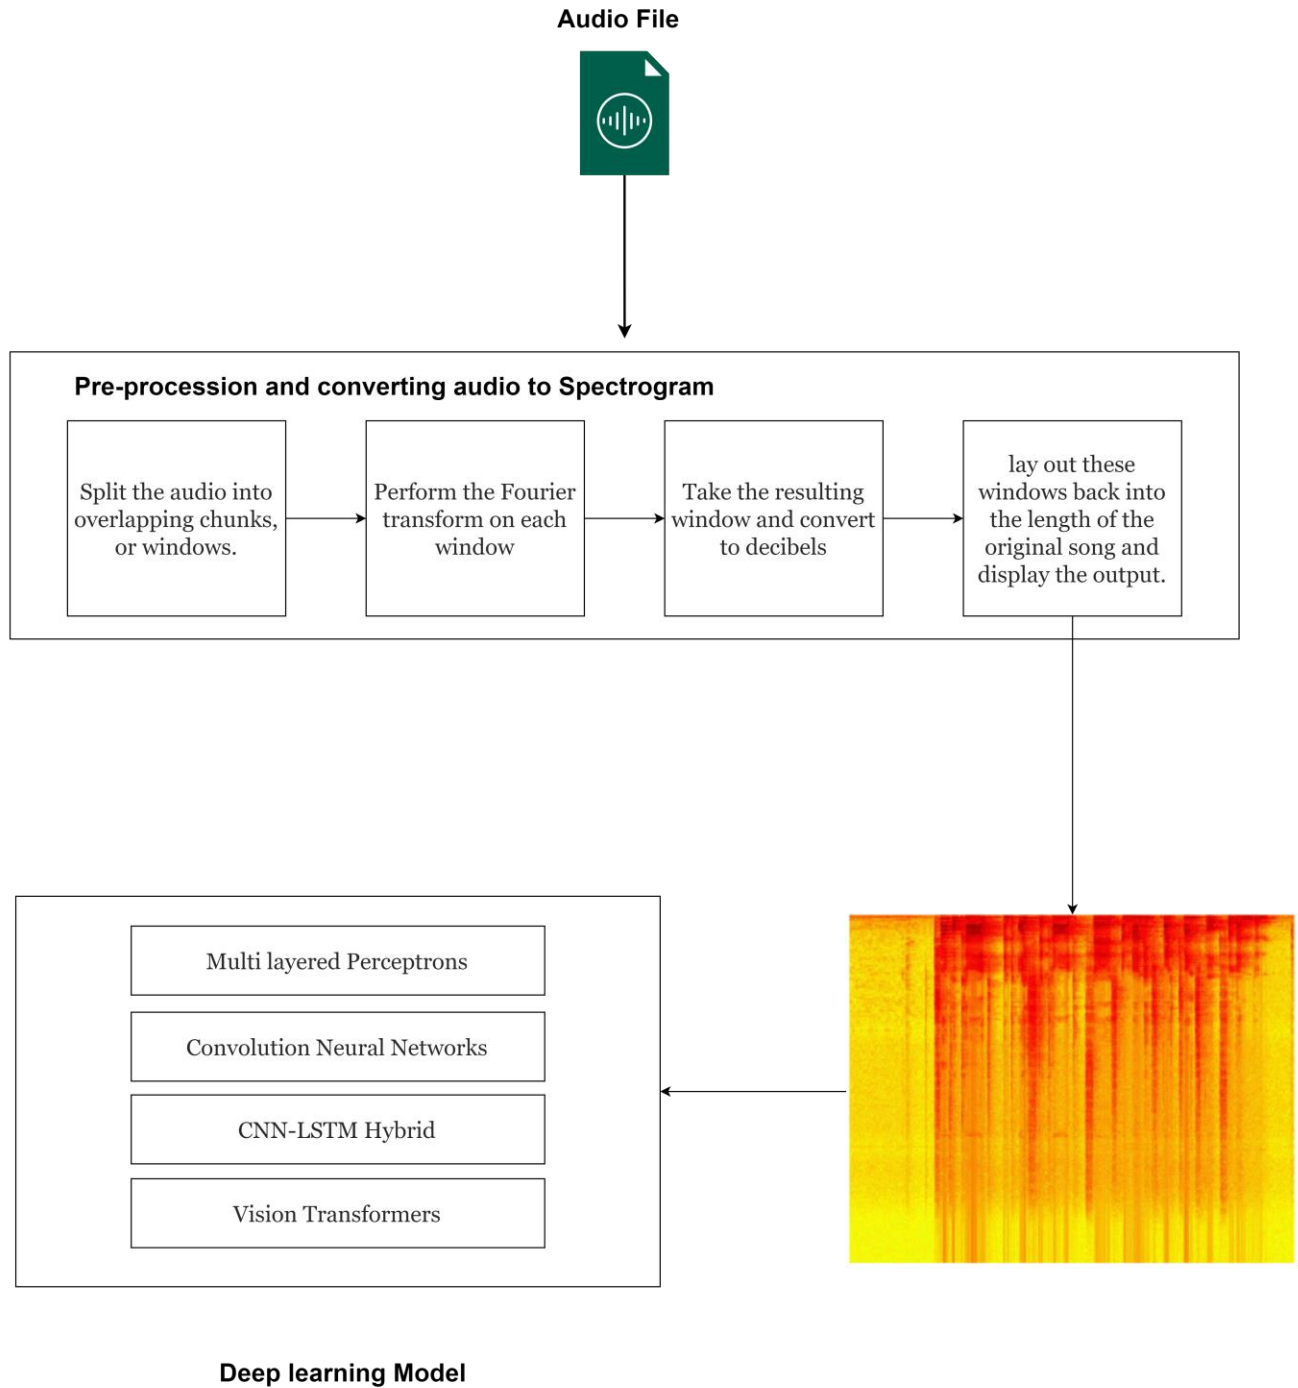 Audio File
Pre-procession and converting audio to Spectrogram
Split the audio into
overlapping chunks,
or windows.
Perform the Fourier
transform on each
window
Take the resulting
window and convert
to decibels
lay out these
windows back into
the length of the
original song and
display the output.
Multi layered Perceptrons
Convolution Neural Networks
CNN-LSTM Hybrid
Vision Transformers
Deep learning Model